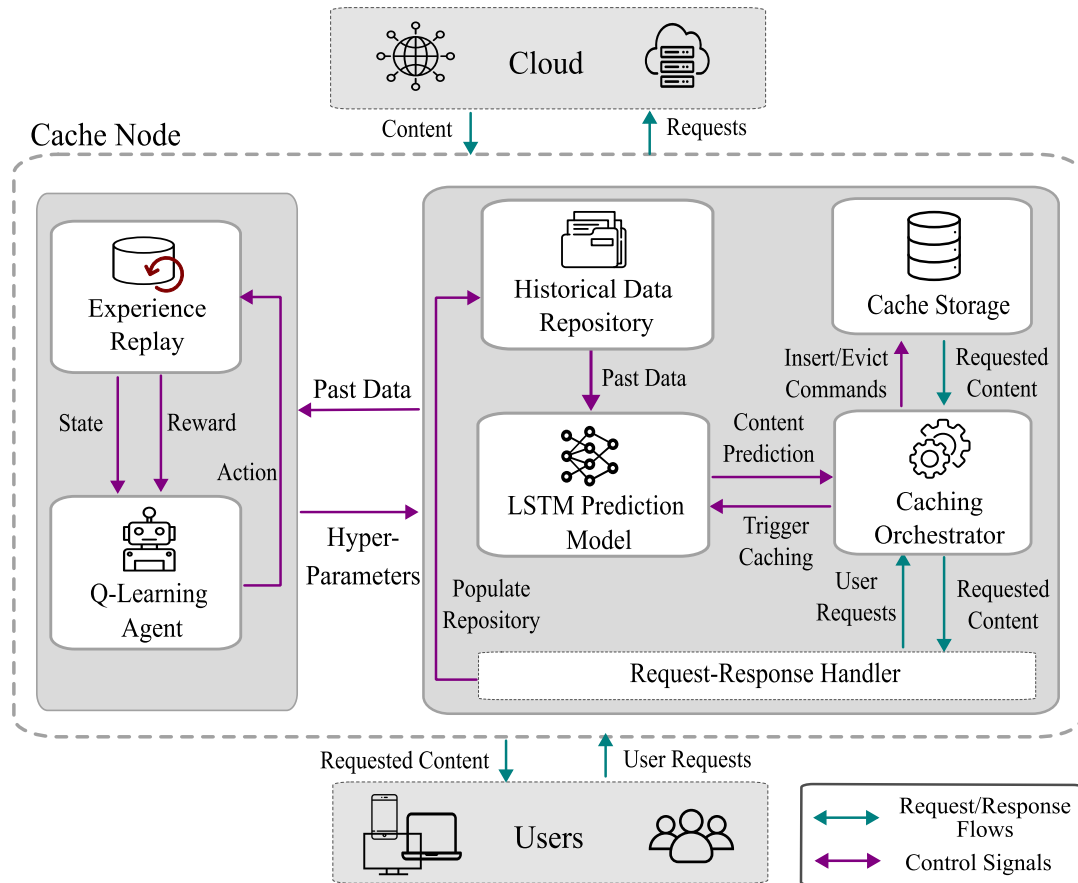 Cloud
Content
Requests
Cache Node
Experience
Replay
State
Reward
Action
Q-Learning
Agent
Past Data
Hyper-
Parameters
Historical Data
Repository
Past Data
LSTM Prediction
Model
Populate
Repository
Cache Storage
Insert/Evict
Commands
Requested
Content
Content
Prediction
Trigger
Caching
Caching
Orchestrator
User
Requests
Requested
Content
Request-Response Handler
Requested Content
User Requests
Users
Request/Response
Flows
Control Signals